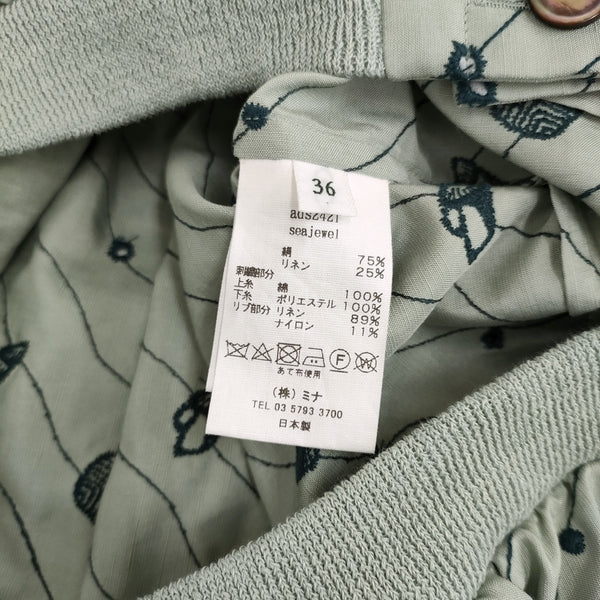 36
ads2421
seajewel
絹 75%
リネン 25%
刺繍部分
上糸 綿 100%
下糸 ポリエステル 100%
リブ部分 リネン 89%
ナイロン 11%
F W
あて布使用
(株) ミナ
TEL 03 5793 3700
日本製